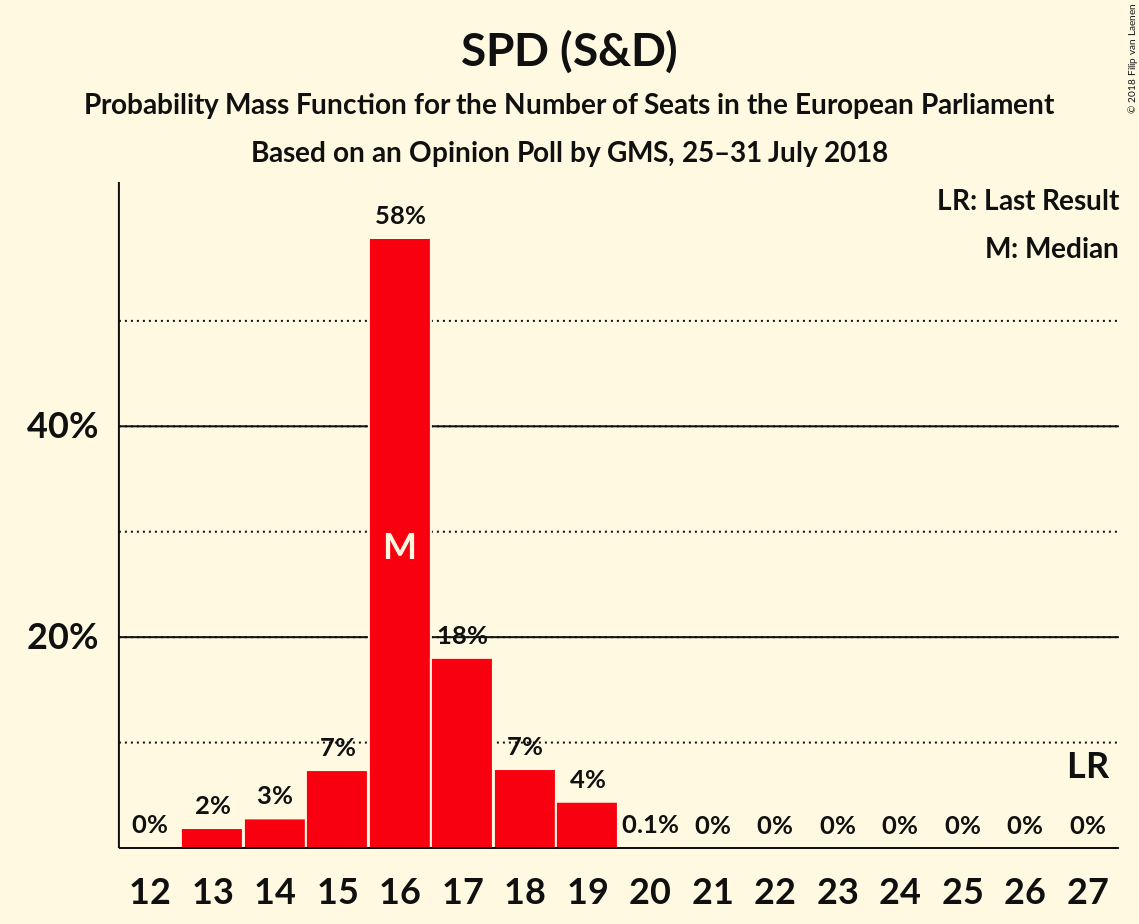 SPD (S&D)
Probability Mass Function for the Number of Seats in the European Parliament
Based on an Opinion Poll by GMS, 25–31 July 2018
© 2018 Filip van Laenen
LR: Last Result
M: Median
58%
40%
M
20%
18%
7%
7%
LR
4%
3%
2%
0%
0.1%
0%
0%
0%
0%
0%
0%
0%
12 13 14 15 16 17 18 19 20 21 22 23 24 25 26 27